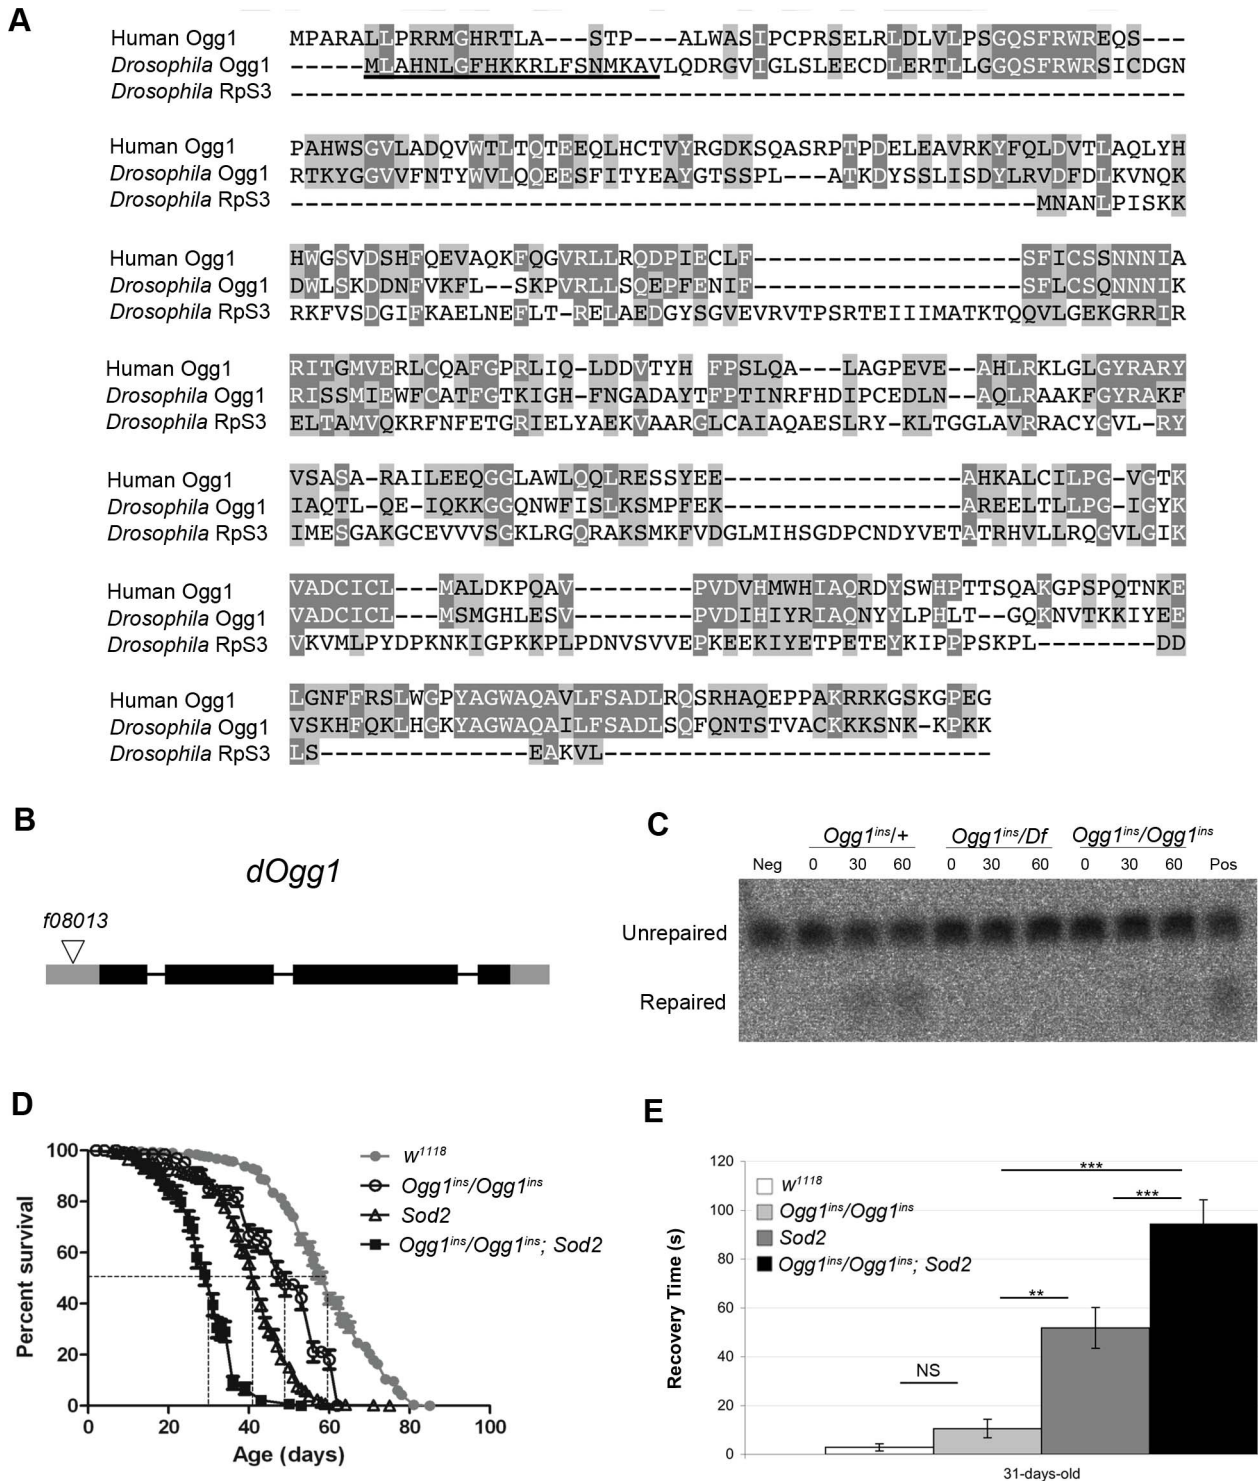 A
Human Ogg1 MPARALLPRRMGHRTLA---STP---ALWASIPCPRSELRLDLVLPSGQSFRWREQS---
Drosophila Ogg1 -----MLAHNLGFHKKRLFSNMKAVLQDRGVIGLSLEECDLERTLLGGQSFRWRSICDGN
Drosophila RpS3 ------------------------------------------------------------
Human Ogg1 PAHWSGVLADQVWTLTQTEEQLHCTVYRGDKSQASRPTPDELEAVRKYFQLDVTLAQLYH
Drosophila Ogg1 RTKYGGVVFNTYWVLQQEESFITYEAYGTSSPL---ATKDYSSLISDYLRVDFDLKVNQK
Drosophila RpS3 --------------------------------------------------MNANLPISKK
Human Ogg1 HWGSVDSHFQEVAQKFQGVRLLRQDPIECLF------------------SFICSSNNNIA
Drosophila Ogg1 DWLSKDDNFVKFL--SKPVRLLSQEPFENIF------------------SFLCSQNNNIK
Drosophila RpS3 RKFVSDGIFKAELNEFLT-RELAEDGYSGVEVRVTPSRTEIIIMATKTQQVLGEKGRRIR
Human Ogg1 RITGMVERLCQAFGPRLIQ-LDDVTYH FPSLQA---LAGPEVE--AHLRKLGLGYRARY
Drosophila Ogg1 RISSMIEWFCATFGTKIGH-FNGADAYTFPTINRFHDIPCEDLN--AQLRAAKFGYRAKF
Drosophila RpS3 ELTAMVQKRFNFETGRIELYAEKVAARGLCAIAQAESLRY-KLTGGLAVRRACYGVL-RY
Human Ogg1 VSASA-RAILEEQGGLAWLQQLRESSYEE----------------AHKALCILPG-VGTK
Drosophila Ogg1 IAQTL-QE-IQKKGGQNWFISLKSMPFEK----------------AREELTLLPG-IGYK
Drosophila RpS3 IMESGAKGCEVVVSGKLRGQRAKSMKFVDGLMIHSGDPCNDYVETATRHVLLRQGVLGIK
Human Ogg1 VADCICL---MALDKPQAV--------PVDVHMWHIAQRDYSWHPTTSQAKGPSPQTNKE
Drosophila Ogg1 VADCICL---MSMGHLESV--------PVDIHIYRIAQNYYLPHLT--GQKNVTKKIYEE
Drosophila RpS3 VKVMLPYDPKNKIGPKKPLPDNVSVVEPKEEKIYETPETEYKIPPPSKPL--------DD
Human Ogg1 LGNFFRSLWGPYAGWAQAVLFSADLRQSRHAQEPPAKRRKGSKGPEG
Drosophila Ogg1 VSKHFQKLHGKYAGWAQAILFSADLSQFQNTSTVACKKKSNK-KPKK
Drosophila RpS3 LS--------------EAKVL--------------------------
B
dOgg1
f08013
C
Ogg1ins/+ Ogg1ins/Df Ogg1ins/Ogg1ins
Neg 0 30 60 0 30 60 0 30 60 Pos
Unrepaired
Repaired
D
100
80
60
40
20
0
0 20 40 60 80 100
Percent survival
Age (days)
w1118
Ogg1ins/Ogg1ins
Sod2
Ogg1ins/Ogg1ins; Sod2
E
120
100
80
60
40
20
0
Recovery Time (s)
w1118
Ogg1ins/Ogg1ins
Sod2
Ogg1ins/Ogg1ins; Sod2
***
***
**
NS
31-days-old